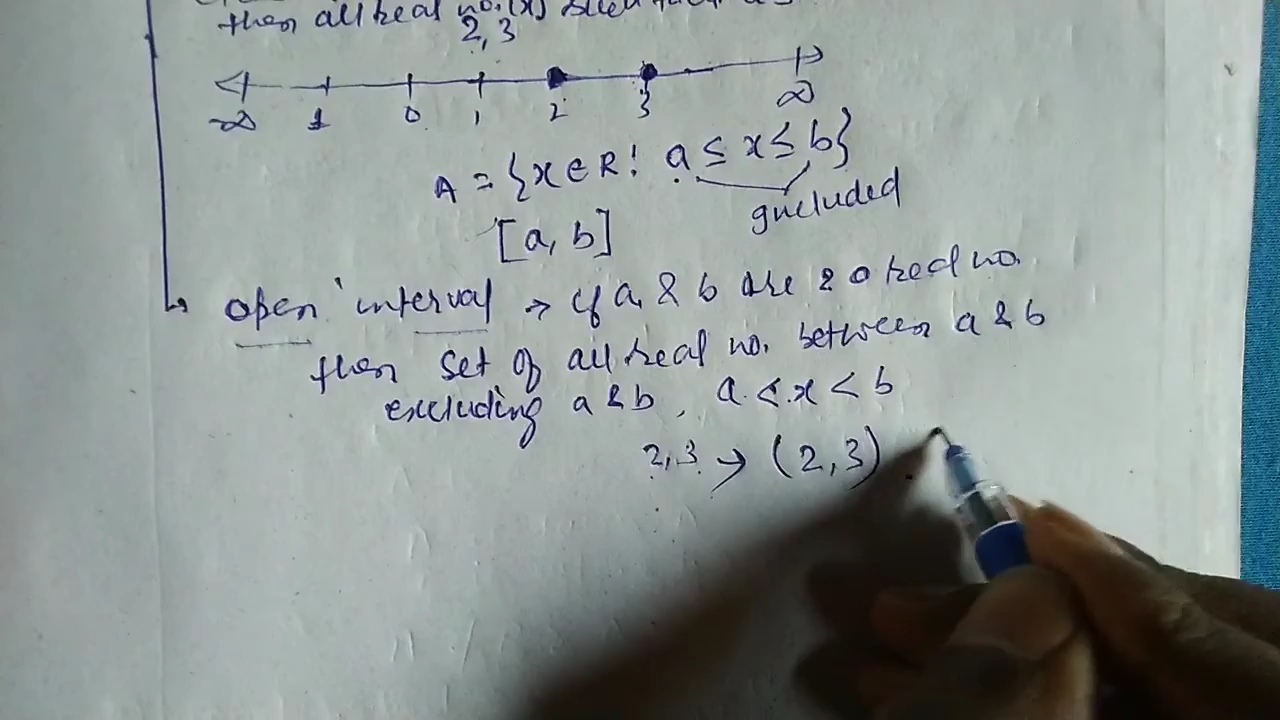 then all real no. (x) such that a ≤
2, 3
-∞ -1 0 1 2 3 ∞
A = {x ∈ R ! a ≤ x ≤ b}
included
[a, b]
open interval → if a & b are 2 real no.
then set of all real no. between a & b
excluding a & b, a < x < b
2, 3 → (2, 3)